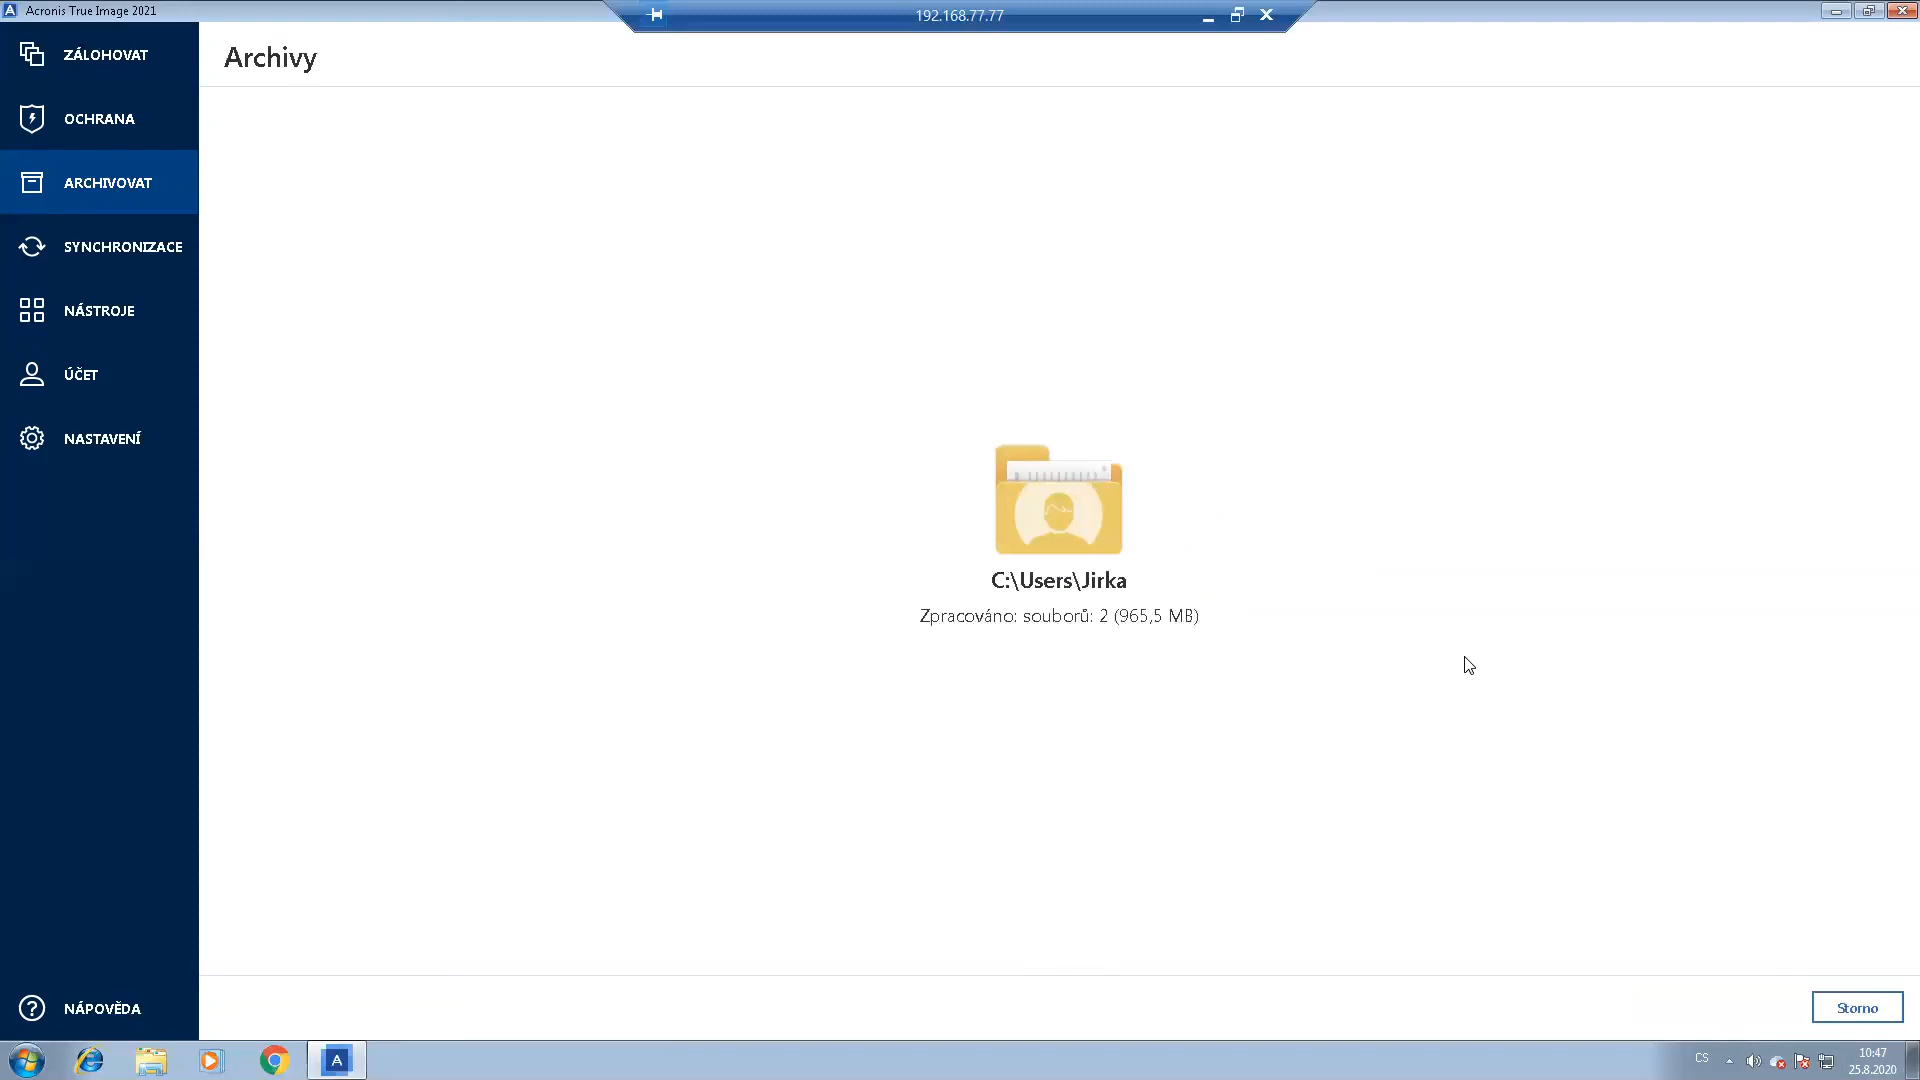 Acronis True Image 2021
192.168.77.77
ZÁLOHOVAT
OCHRANA
ARCHIVOVAT
SYNCHRONIZACE
NÁSTROJE
ÚČET
NASTAVENÍ
NÁPOVĚDA
Archivy
C:\Users\Jirka
Zpracováno: souborů: 2 (965,5 MB)
Storno
CS
10:47
25.8.2020